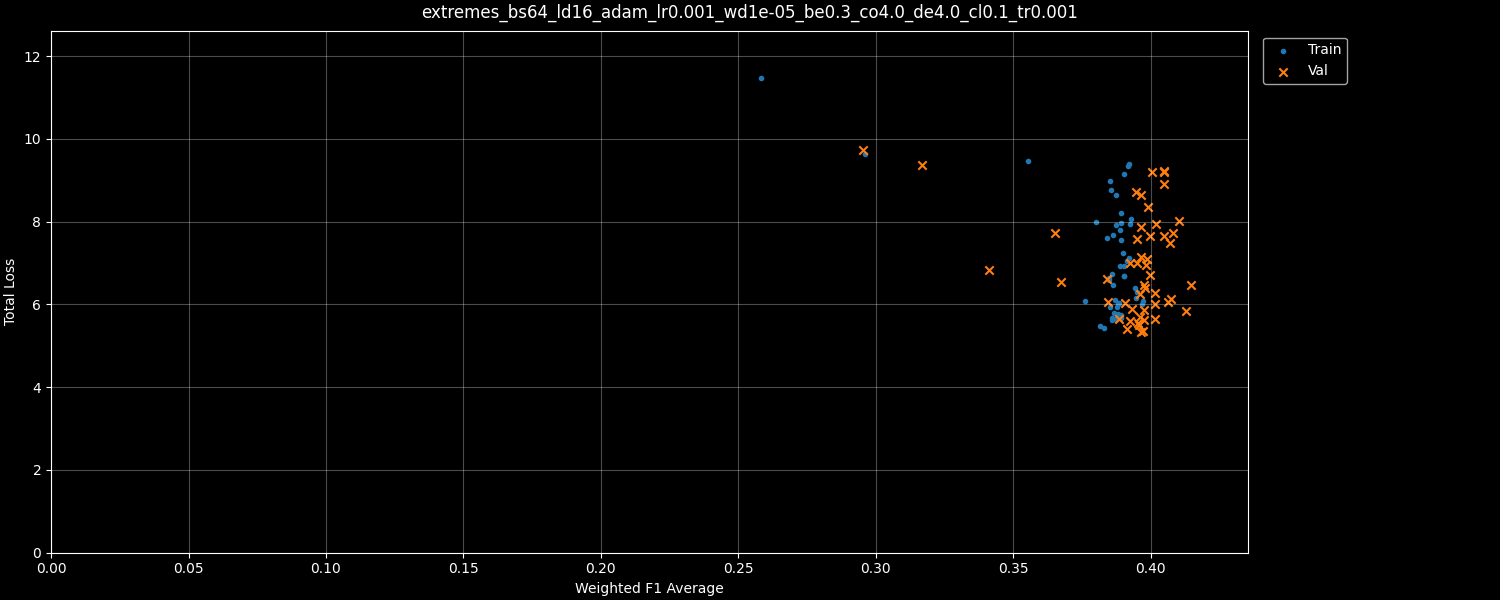 extremes_bs64_ld16_adam_lr0.001_wd1e-05_be0.3_co4.0_de4.0_cl0.1_tr0.001
Train
Val
12
10
8
6
4
2
0
Total Loss
0.00 0.05 0.10 0.15 0.20 0.25 0.30 0.35 0.40
Weighted F1 Average